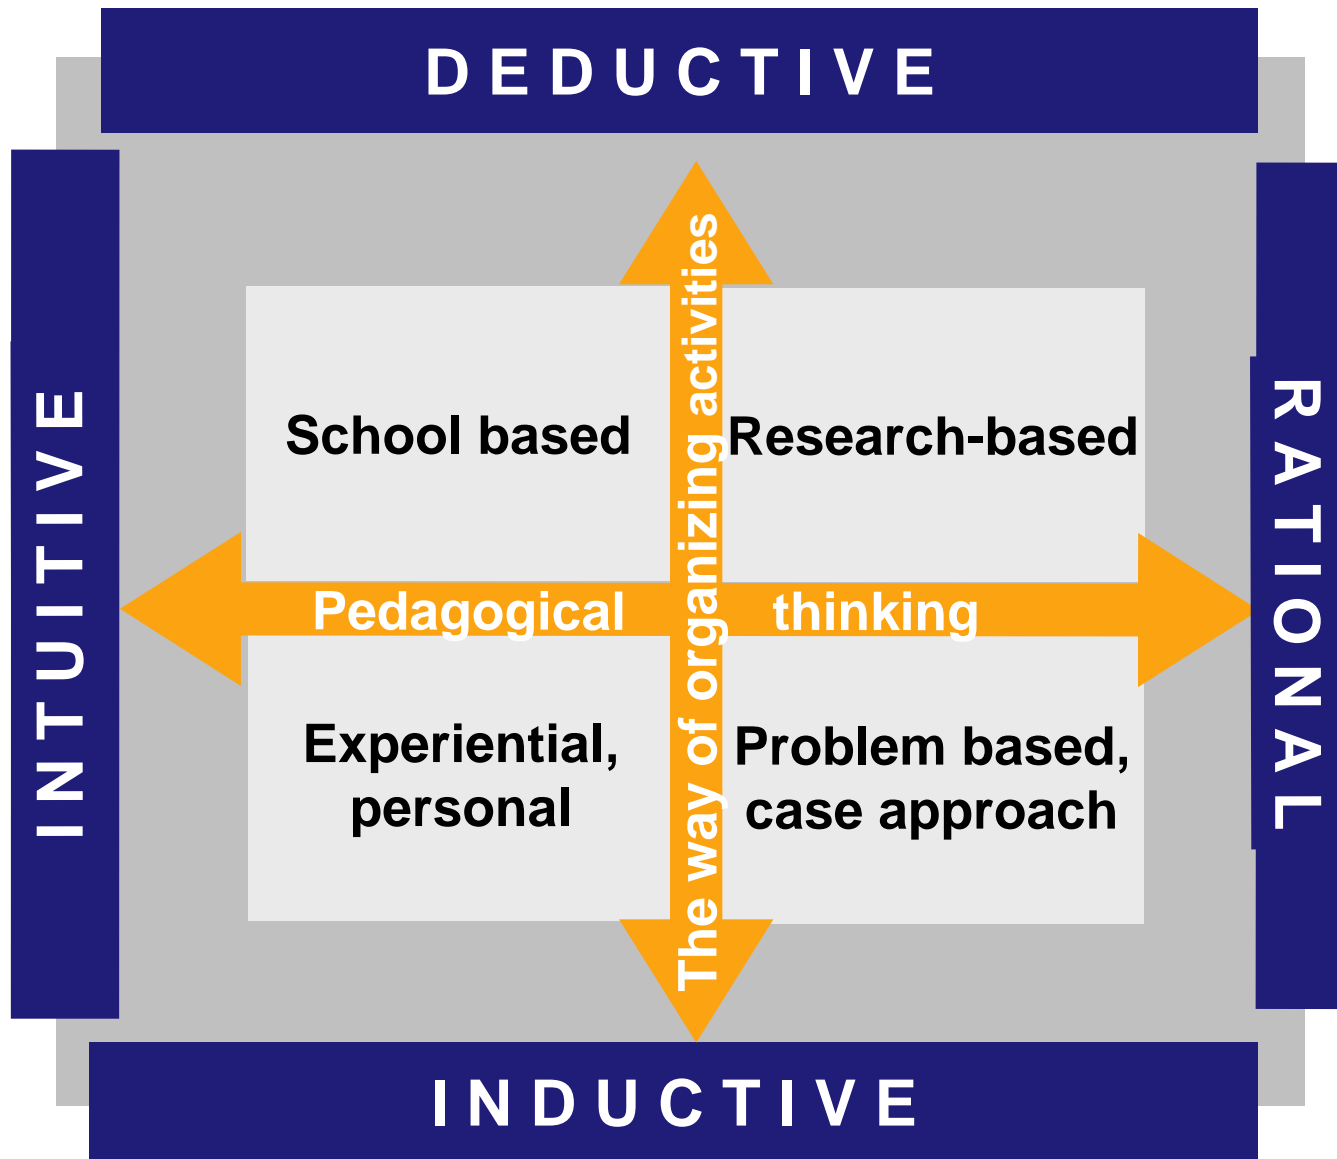 DEDUCTIVE
INTUITIVE
RATIONAL
The way of organizing activities
School based
Research-based
Pedagogical thinking
Experiential,
personal
Problem based,
case approach
INDUCTIVE